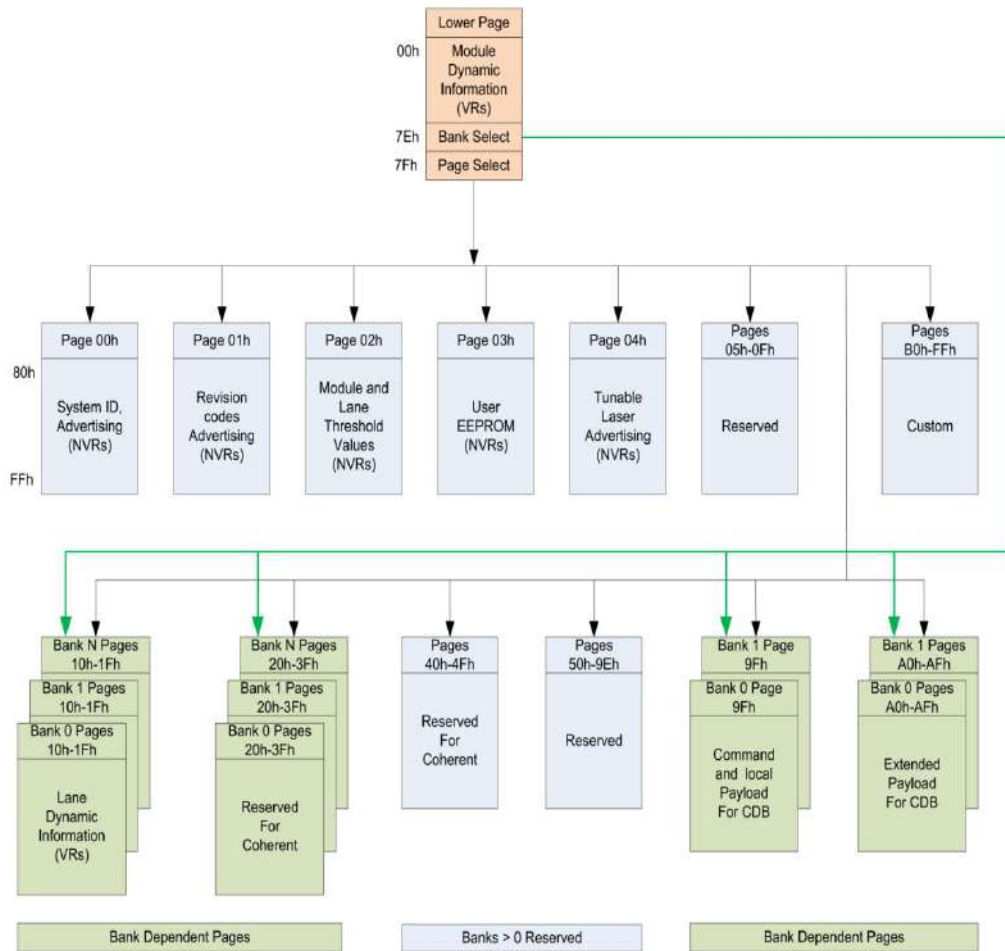 Lower Page
00h
Module
Dynamic
Information
(VRs)
7Eh
Bank Select
7Fh
Page Select
Page 00h
80h
System ID,
Advertising
(NVRs)
FFh
Page 01h
Revision
codes
Advertising
(NVRs)
Page 02h
Module and
Lane
Threshold
Values
(NVRs)
Page 03h
User
EEPROM
(NVRs)
Page 04h
Tunable
Laser
Advertising
(NVRs)
Pages
05h-0Fh
Reserved
Pages
B0h-FFh
Custom
Bank N Pages
10h-1Fh
Bank 1 Pages
10h-1Fh
Bank 0 Pages
10h-1Fh
Lane
Dynamic
Information
(VRs)
Bank N Pages
20h-3Fh
Bank 1 Pages
20h-3Fh
Bank 0 Pages
20h-3Fh
Reserved
For
Coherent
Pages
40h-4Fh
Reserved
For
Coherent
Pages
50h-9Eh
Reserved
Bank 1 Page
9Fh
Bank 0 Page
9Fh
Command
and local
Payload
For CDB
Bank 1 Pages
A0h-AFh
Bank 0 Pages
A0h-AFh
Extended
Payload
For CDB
Bank Dependent Pages
Banks > 0 Reserved
Bank Dependent Pages